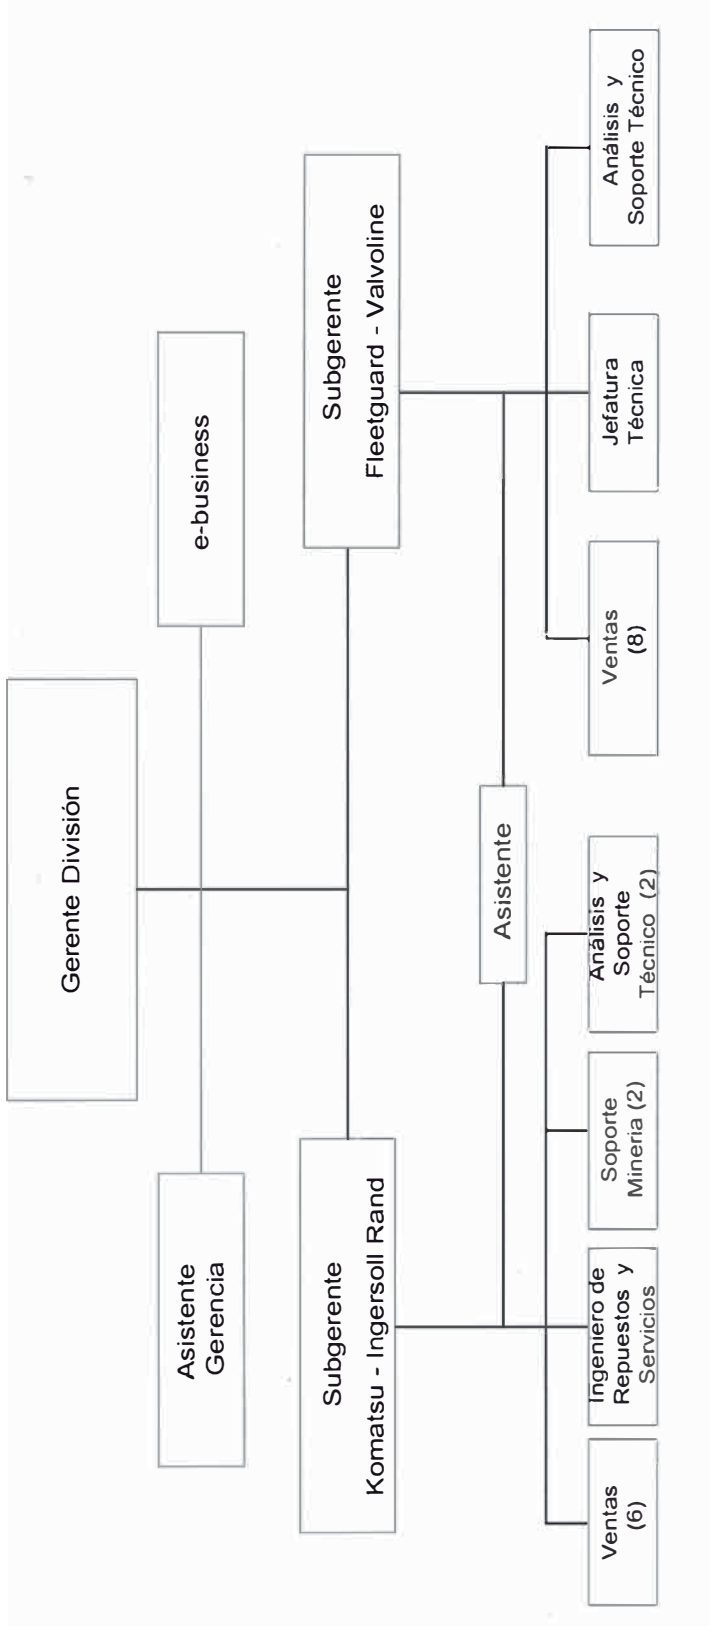 Gerente División
Asistente
Gerencia
e-business
Subgerente
Komatsu - Ingersoll Rand
Subgerente
Fleetguard - Valvoline
Asistente
Ventas
(6)
Ingeniero de
Repuestos y
Servicios
Soporte
Mineria (2)
Análisis y
Soporte
Técnico (2)
Ventas
(8)
Jefatura
Técnica
Análisis y
Soporte Técnico